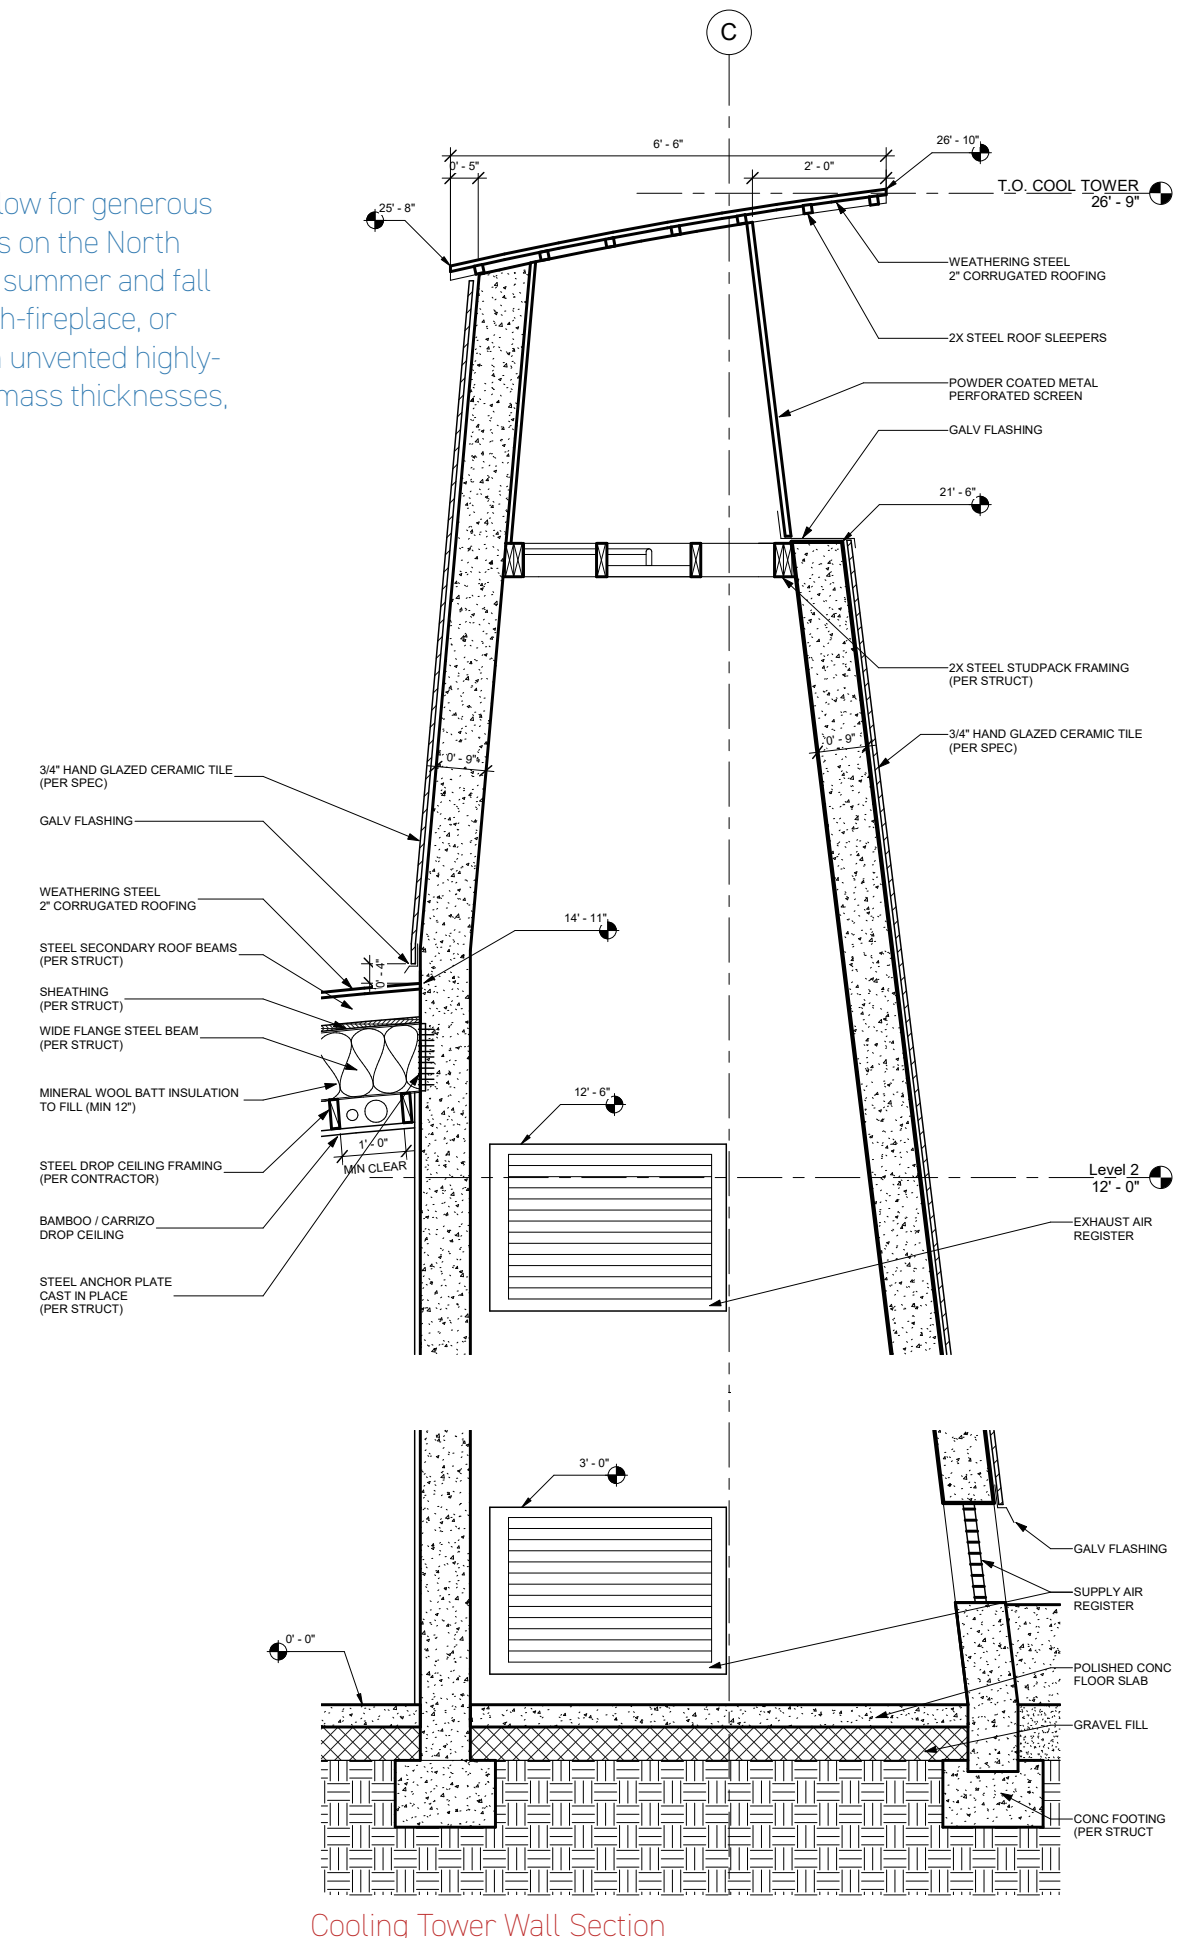 C
6' - 6"
0' - 5"
2' - 0"
26' - 10"
T.O. COOL TOWER
26' - 9"
25' - 8"
low for generous
s on the North
summer and fall
h-fireplace, or
unvented highly-
mass thicknesses,
WEATHERING STEEL
2" CORRUGATED ROOFING
2X STEEL ROOF SLEEPERS
POWDER COATED METAL
PERFORATED SCREEN
GALV FLASHING
21' - 6"
2X STEEL STUDPACK FRAMING
(PER STRUCT)
3/4" HAND GLAZED CERAMIC TILE
(PER SPEC)
0' - 9"
0' - 9"
3/4" HAND GLAZED CERAMIC TILE
(PER SPEC)
GALV FLASHING
WEATHERING STEEL
2" CORRUGATED ROOFING
14' - 11"
STEEL SECONDARY ROOF BEAMS
(PER STRUCT)
0' - 4"
SHEATHING
(PER STRUCT)
WIDE FLANGE STEEL BEAM
(PER STRUCT)
MINERAL WOOL BATT INSULATION
TO FILL (MIN 12")
12' - 6"
1' - 0"
MIN CLEAR
STEEL DROP CEILING FRAMING
(PER CONTRACTOR)
Level 2
12' - 0"
BAMBOO / CARRIZO
DROP CEILING
EXHAUST AIR
REGISTER
STEEL ANCHOR PLATE
CAST IN PLACE
(PER STRUCT)
3' - 0"
GALV FLASHING
SUPPLY AIR
REGISTER
0' - 0"
POLISHED CONC
FLOOR SLAB
GRAVEL FILL
CONC FOOTING
(PER STRUCT
Cooling Tower Wall Section